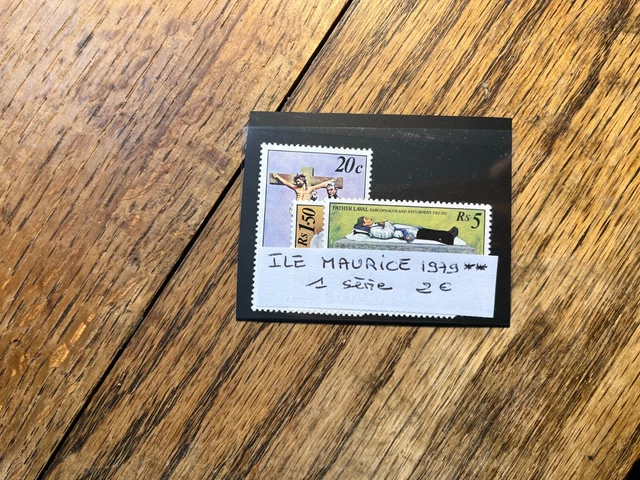 20c
Rs 1·50
FATHER LAVAL-SARCOPHAGUS AND RECUMBENT FIGURE
Rs 5
ILE MAURICE 1979 **
1 série 2 €